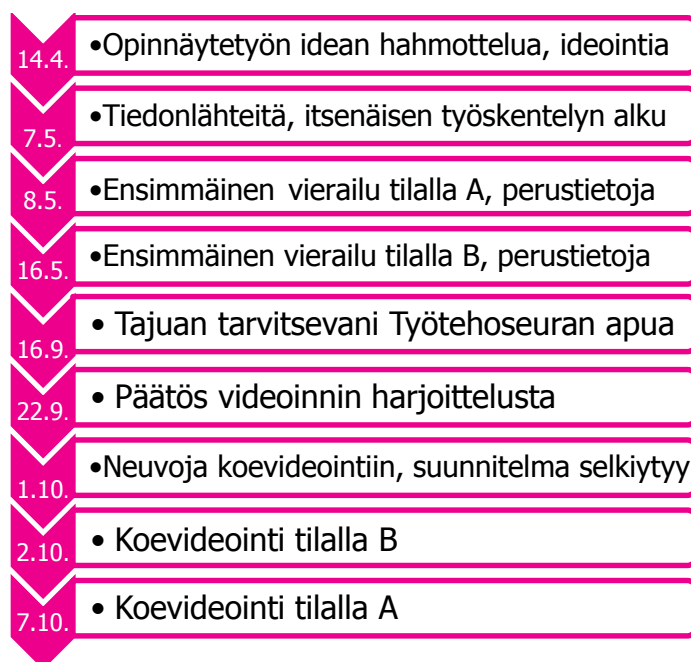 14.4. •Opinnäytetyön idean hahmottelua, ideointia
7.5. •Tiedonlähteitä, itsenäisen työskentelyn alku
8.5. •Ensimmäinen vierailu tilalla A, perustietoja
16.5. •Ensimmäinen vierailu tilalla B, perustietoja
16.9. • Tajuan tarvitsevani Työtehoseuran apua
22.9. • Päätös videoinnin harjoittelusta
1.10. •Neuvoja koevideointiin, suunnitelma selkiytyy
2.10. • Koevideointi tilalla B
7.10. • Koevideointi tilalla A